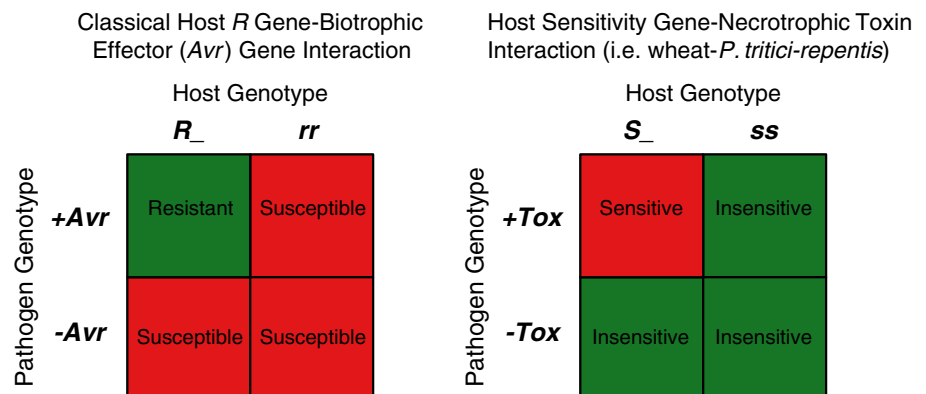 Classical Host R Gene-Biotrophic
Effector (Avr) Gene Interaction
Host Genotype
R_ rr
Pathogen Genotype
+Avr Resistant Susceptible
-Avr Susceptible Susceptible
Host Sensitivity Gene-Necrotrophic Toxin
Interaction (i.e. wheat-P. tritici-repentis)
Host Genotype
S_ ss
Pathogen Genotype
+Tox Sensitive Insensitive
-Tox Insensitive Insensitive